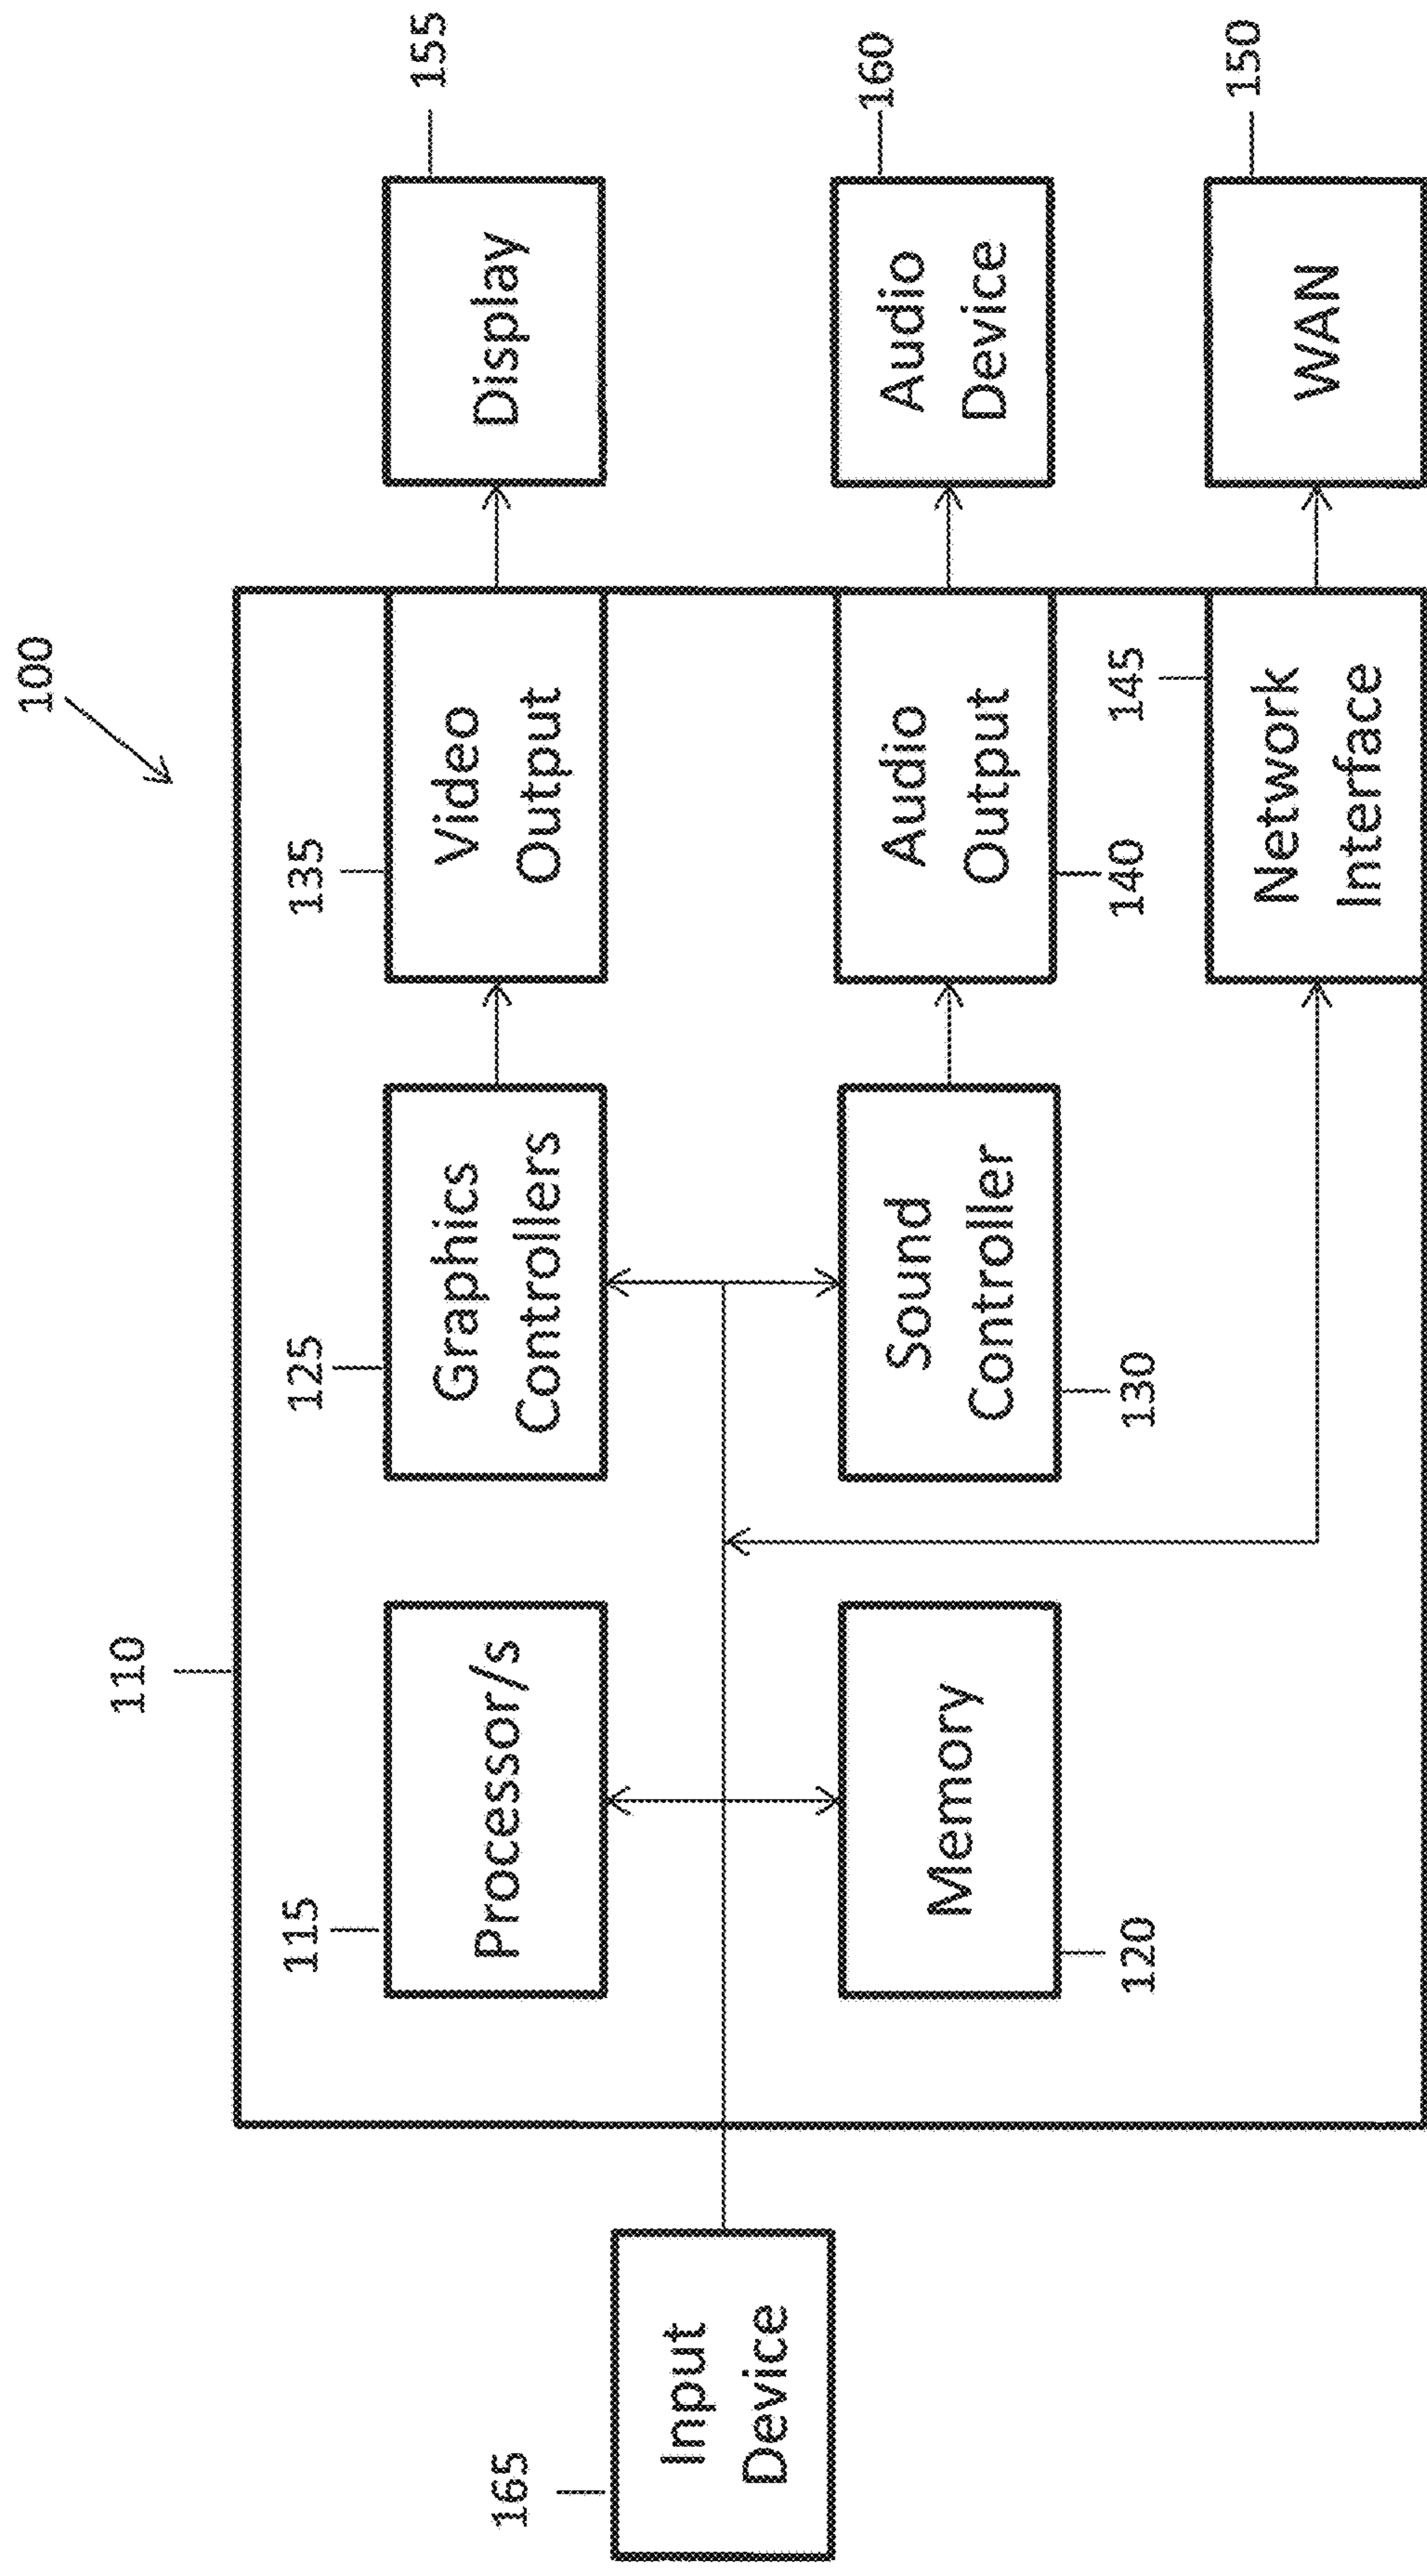 100
110
165
Input
Device
115
Processor/s
120
Memory
125
Graphics
Controllers
130
Sound
Controller
135
Video
Output
140
Audio
Output
145
Network
Interface
155
Display
160
Audio
Device
150
WAN